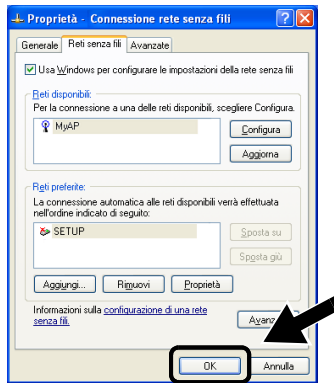 Proprietà - Connessione rete senza fili
Generale Reti senza fili Avanzate
Usa Windows per configurare le impostazioni della rete senza fili
Reti disponibili:
Per la connessione a una delle reti disponibili, scegliere Configura.
MyAP
Configura
Aggiorna
Reti preferite:
La connessione automatica alle reti disponibili verrà effettuata
nell'ordine indicato di seguito:
SETUP
Sposta su
Sposta giù
Aggiungi... Rimuovi Proprietà
Informazioni sulla configurazione di una rete
senza fili.
OK Annulla